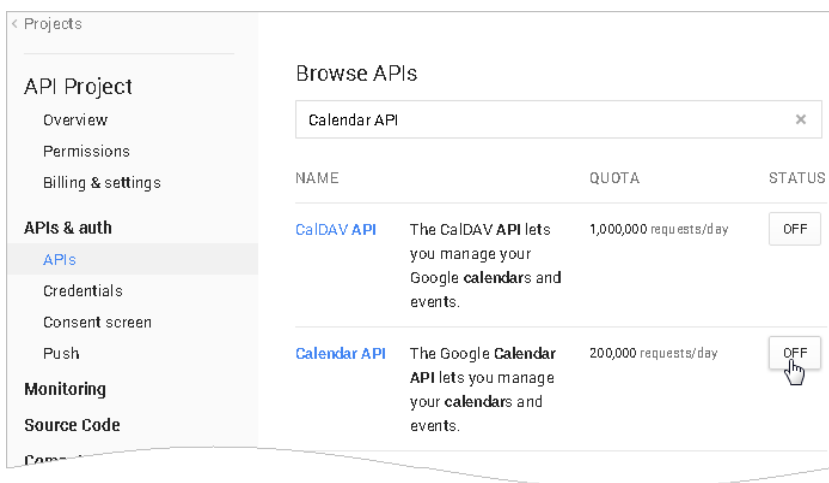 < Projects
API Project
Overview
Permissions
Billing & settings
APIs & auth
APIs
Credentials
Consent screen
Push
Monitoring
Source Code
Browse APIs
Calendar API ×
NAME QUOTA STATUS
CalDAV API The CalDAV API lets 1,000,000 requests/day OFF
you manage your
Google calendars and
events.
Calendar API The Google Calendar 200,000 requests/day OFF
API lets you manage
your calendars and
events.